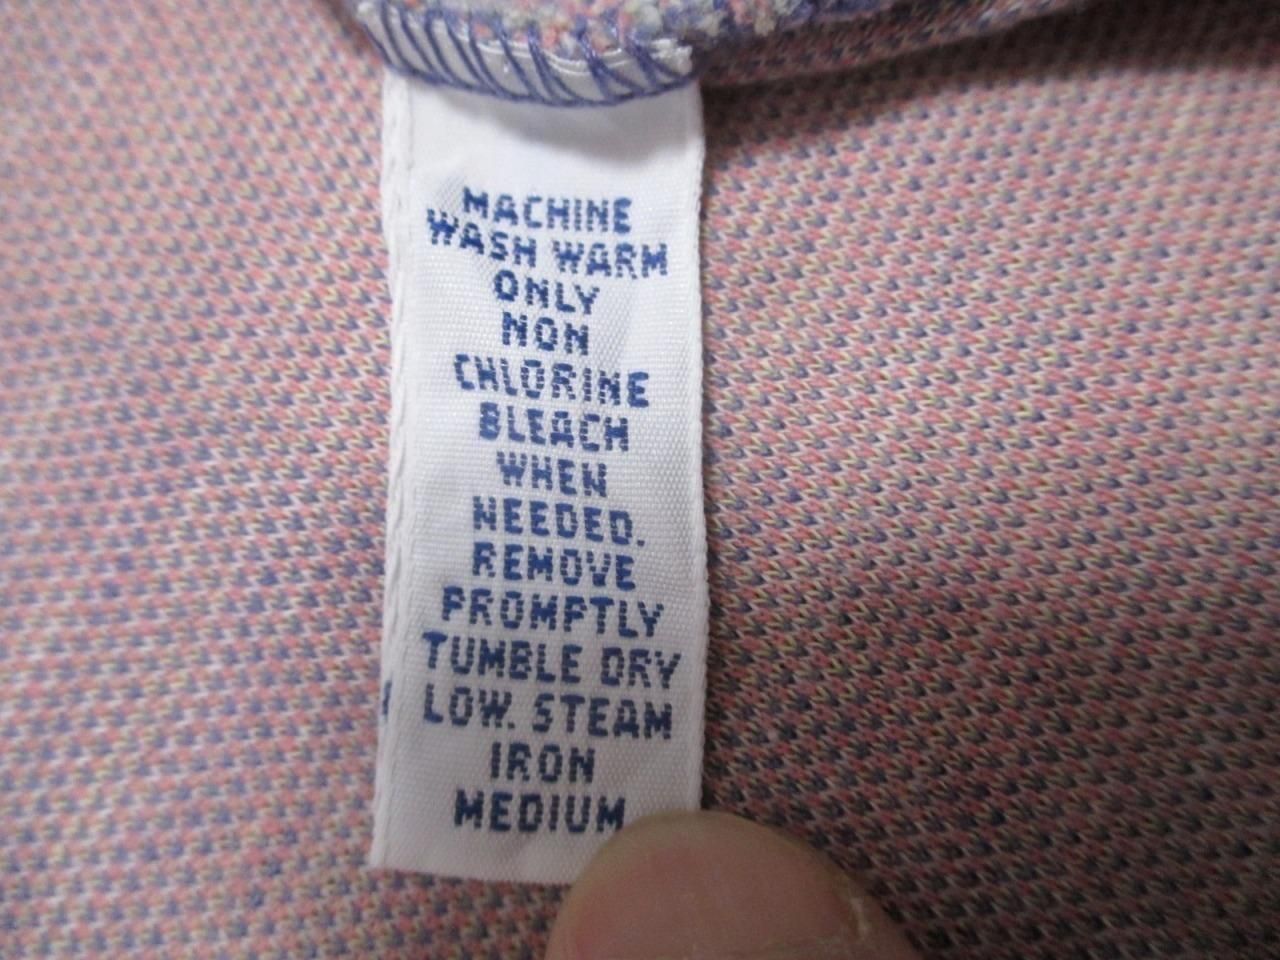 MACHINE
WASH WARM
ONLY
NON
CHLORINE
BLEACH
WHEN
NEEDED.
REMOVE
PROMPTLY
TUMBLE DRY
LOW. STEAM
IRON
MEDIUM